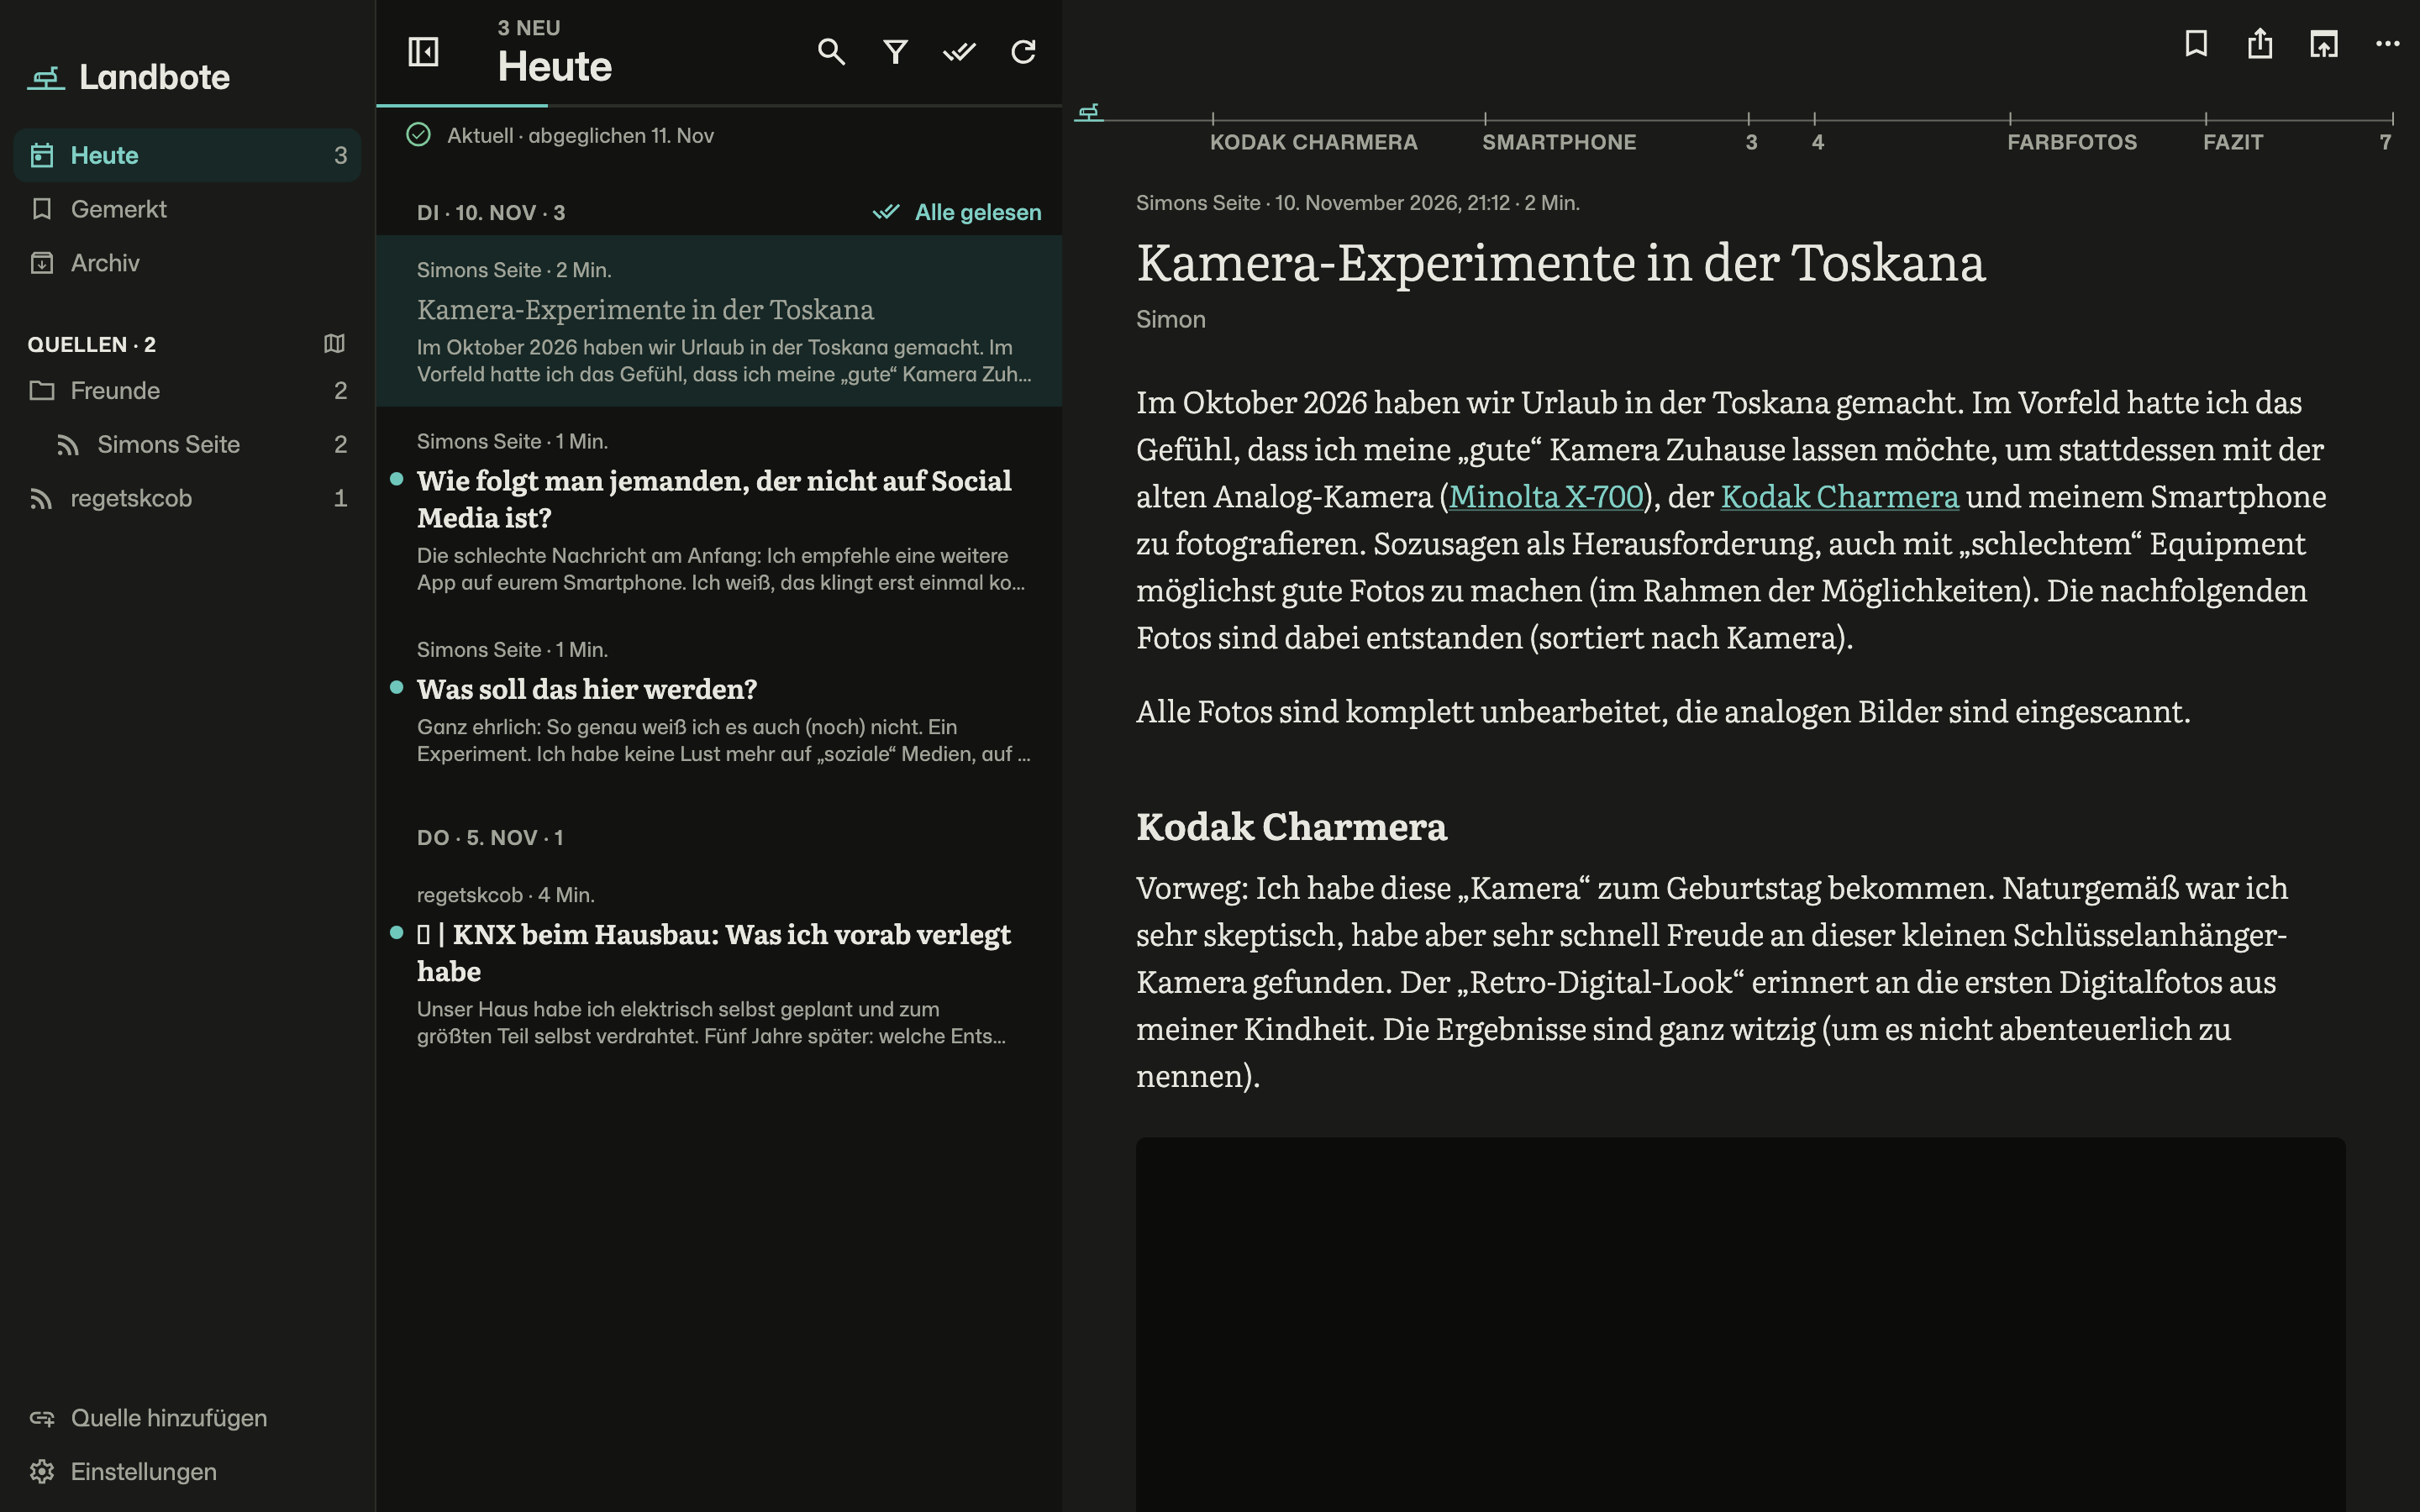 Landbote
Heute 3
Gemerkt
Archiv
QUELLEN · 2
Freunde 2
Simons Seite 2
regetskcob 1
Quelle hinzufügen
Einstellungen
3 NEU
Heute
Aktuell · abgeglichen 11. Nov
DI · 10. NOV · 3 Alle gelesen
Simons Seite · 2 Min.
Kamera-Experimente in der Toskana
Im Oktober 2026 haben wir Urlaub in der Toskana gemacht. Im
Vorfeld hatte ich das Gefühl, dass ich meine „gute“ Kamera Zuh...
Simons Seite · 1 Min.
Wie folgt man jemanden, der nicht auf Social
Media ist?
Die schlechte Nachricht am Anfang: Ich empfehle eine weitere
App auf eurem Smartphone. Ich weiß, das klingt erst einmal ko...
Simons Seite · 1 Min.
Was soll das hier werden?
Ganz ehrlich: So genau weiß ich es auch (noch) nicht. Ein
Experiment. Ich habe keine Lust mehr auf „soziale“ Medien, auf ...
DO · 5. NOV · 1
regetskcob · 4 Min.
▯ | KNX beim Hausbau: Was ich vorab verlegt
habe
Unser Haus habe ich elektrisch selbst geplant und zum
größten Teil selbst verdrahtet. Fünf Jahre später: welche Ents...
KODAK CHARMERA SMARTPHONE 3 4 FARBFOTOS FAZIT 7
Simons Seite · 10. November 2026, 21:12 · 2 Min.
Kamera-Experimente in der Toskana
Simon
Im Oktober 2026 haben wir Urlaub in der Toskana gemacht. Im Vorfeld hatte ich das
Gefühl, dass ich meine „gute“ Kamera Zuhause lassen möchte, um stattdessen mit der
alten Analog-Kamera (Minolta X-700), der Kodak Charmera und meinem Smartphone
zu fotografieren. Sozusagen als Herausforderung, auch mit „schlechtem“ Equipment
möglichst gute Fotos zu machen (im Rahmen der Möglichkeiten). Die nachfolgenden
Fotos sind dabei entstanden (sortiert nach Kamera).
Alle Fotos sind komplett unbearbeitet, die analogen Bilder sind eingescannt.
Kodak Charmera
Vorweg: Ich habe diese „Kamera“ zum Geburtstag bekommen. Naturgemäß war ich
sehr skeptisch, habe aber sehr schnell Freude an dieser kleinen Schlüsselanhänger-
Kamera gefunden. Der „Retro-Digital-Look“ erinnert an die ersten Digitalfotos aus
meiner Kindheit. Die Ergebnisse sind ganz witzig (um es nicht abenteuerlich zu
nennen).